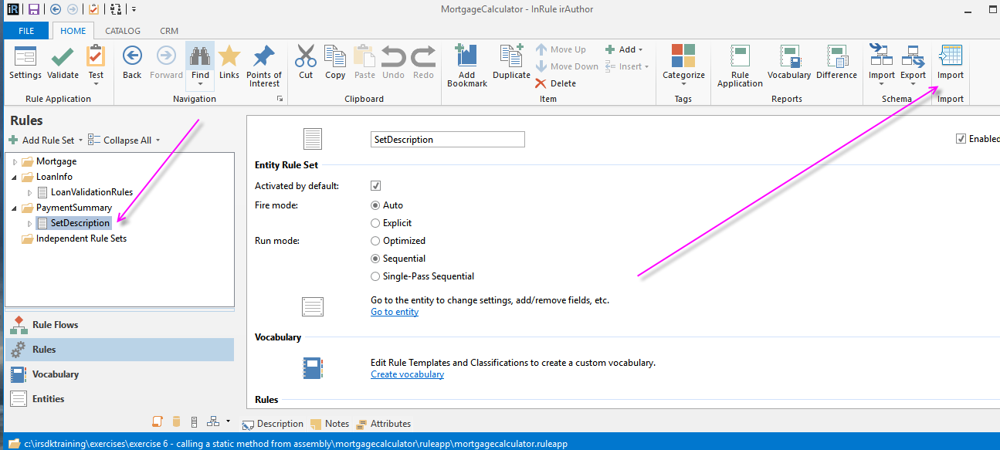 iR MortgageCalculator - InRule irAuthor
FILE HOME CATALOG CRM
Settings Validate Test Back Forward Find Links Points of Interest Cut Copy Paste Undo Redo Add Bookmark Duplicate Move Up Move Down Delete Add Insert Categorize Rule Application Vocabulary Difference Import Export Import
Rule Application Navigation Clipboard Item Tags Reports Schema Import
Rules
Add Rule Set Collapse All
Mortgage
LoanInfo
LoanValidationRules
PaymentSummary
SetDescription
Independent Rule Sets
Rule Flows
Rules
Vocabulary
Entities
SetDescription Enabled
Entity Rule Set
Activated by default:
Fire mode: Auto
Explicit
Run mode: Optimized
Sequential
Single-Pass Sequential
Go to the entity to change settings, add/remove fields, etc.
Go to entity
Vocabulary
Edit Rule Templates and Classifications to create a custom vocabulary.
Create vocabulary
Rules
Description Notes Attributes
c:\irsdktraining\exercises\exercise 6 - calling a static method from assembly\mortgagecalculator\ruleapp\mortgagecalculator.ruleapp